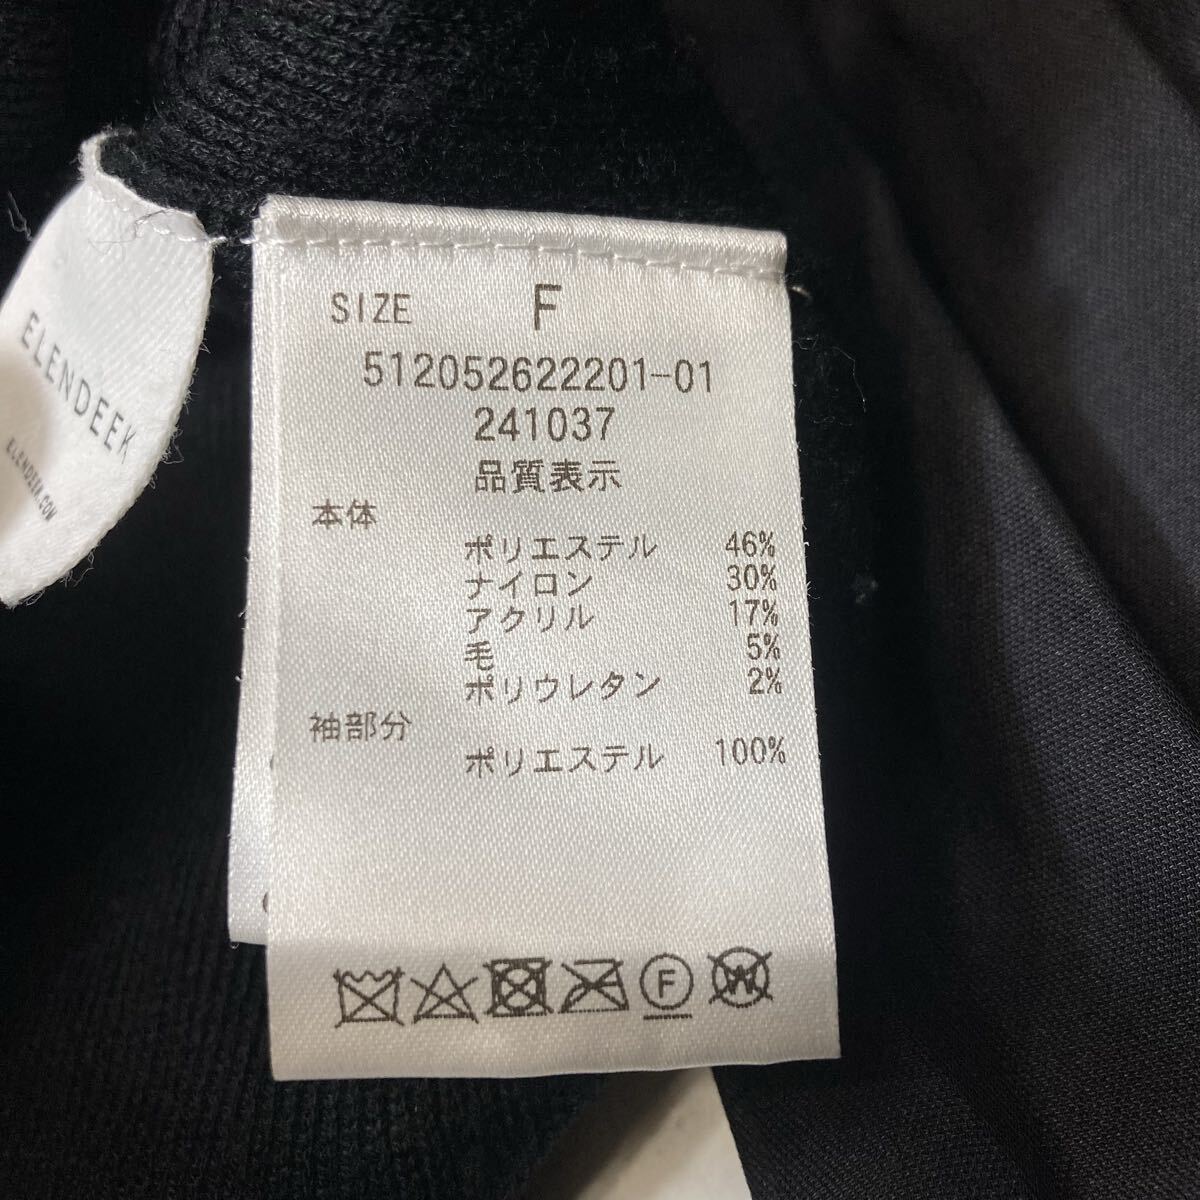 ELENDEEK
ELENDEEK.COM
SIZE F
512052622201-01
241037
品質表示
本体
ポリエステル 46%
ナイロン 30%
アクリル 17%
毛 5%
ポリウレタン 2%
袖部分
ポリエステル 100%
F
W